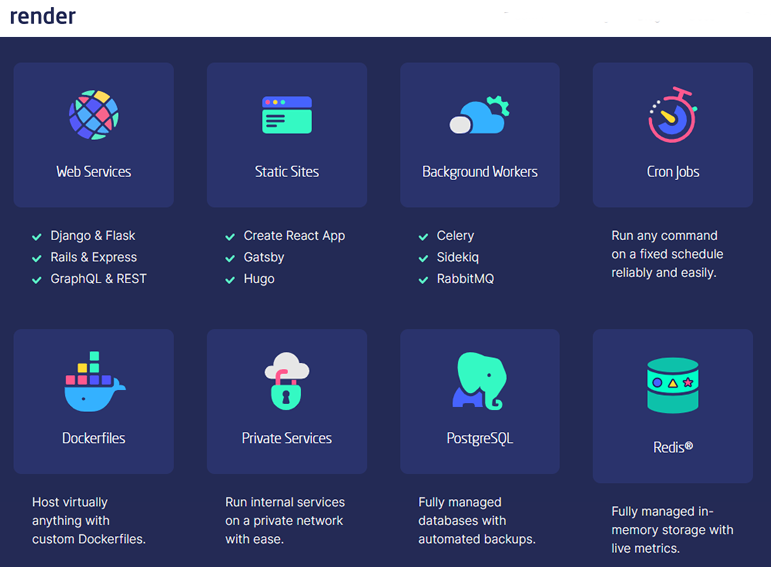 render
Web Services
Static Sites
Background Workers
Cron Jobs
Django & Flask
Rails & Express
GraphQL & REST
Create React App
Gatsby
Hugo
Celery
Sidekiq
RabbitMQ
Run any command
on a fixed schedule
reliably and easily.
Dockerfiles
Private Services
PostgreSQL
Redis®
Host virtually
anything with
custom Dockerfiles.
Run internal services
on a private network
with ease.
Fully managed
databases with
automated backups.
Fully managed in-
memory storage with
live metrics.